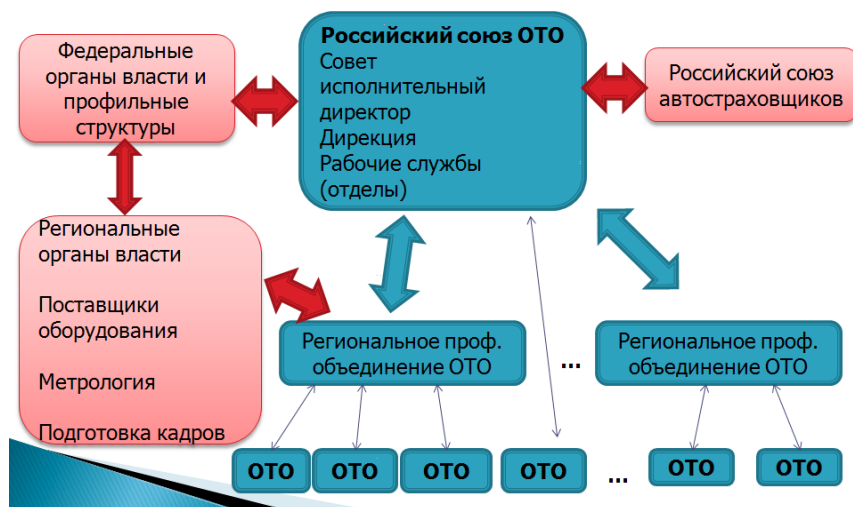 Федеральные
органы власти и
профильные
структуры
Российский союз ОТО
Совет
исполнительный
директор
Дирекция
Рабочие службы
(отделы)
Российский союз
автостраховщиков
Региональные
органы власти
Поставщики
оборудования
Метрология
Подготовка кадров
Региональное проф.
объединение ОТО
...
Региональное проф.
объединение ОТО
ОТО
ОТО
ОТО
ОТО
...
ОТО
ОТО